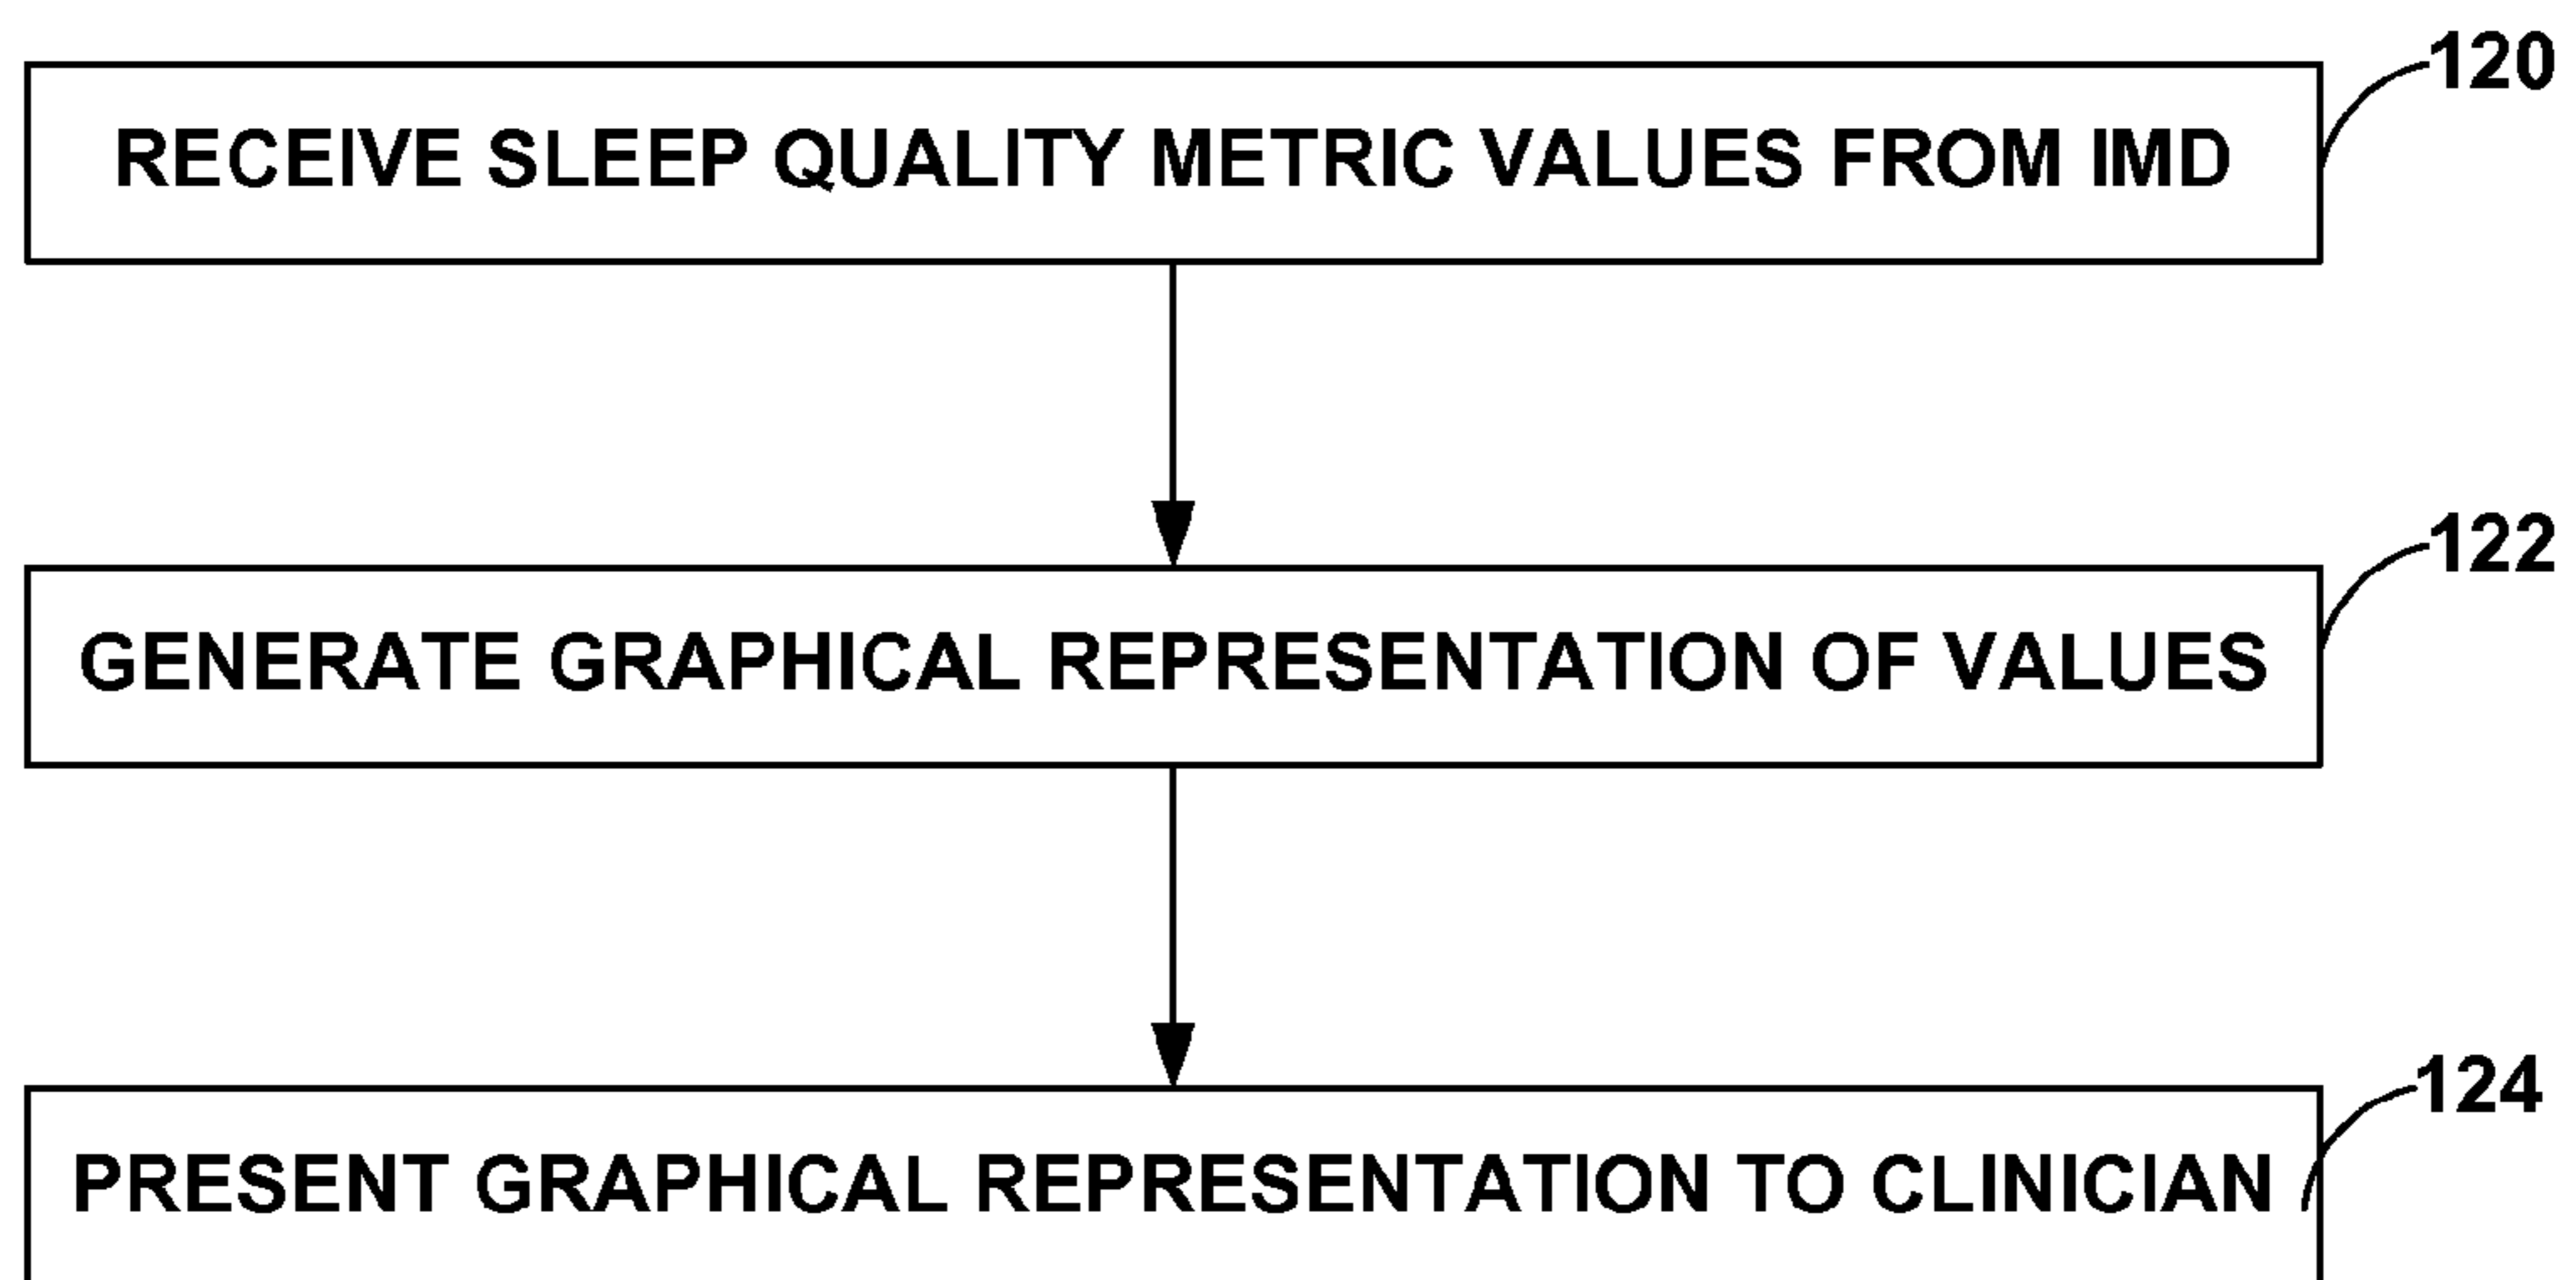 120
RECEIVE SLEEP QUALITY METRIC VALUES FROM IMD
122
GENERATE GRAPHICAL REPRESENTATION OF VALUES
124
PRESENT GRAPHICAL REPRESENTATION TO CLINICIAN